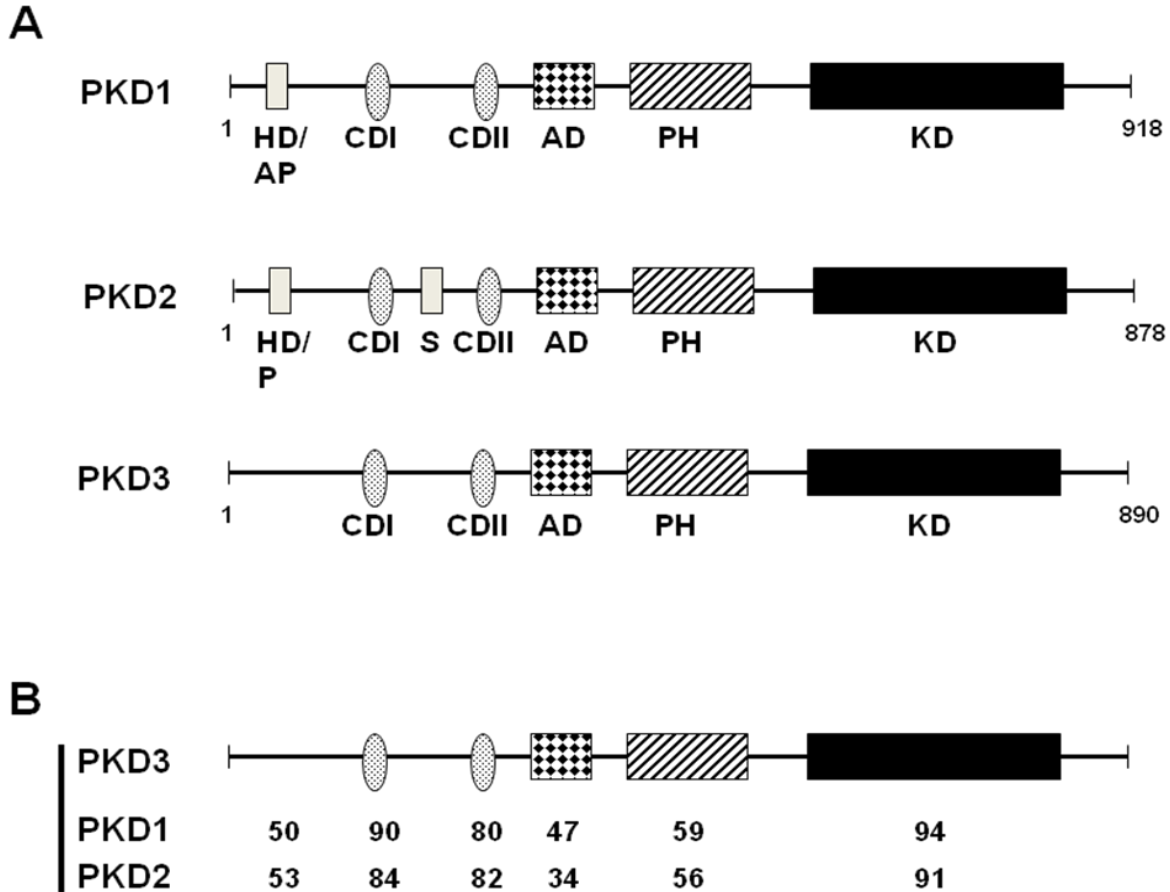 A
PKD1
1 HD/ CDI CDII AD PH KD 918
AP
PKD2
1 HD/ CDI S CDII AD PH KD 878
P
PKD3
1 CDI CDII AD PH KD 890
B
PKD3
PKD1 50 90 80 47 59 94
PKD2 53 84 82 34 56 91